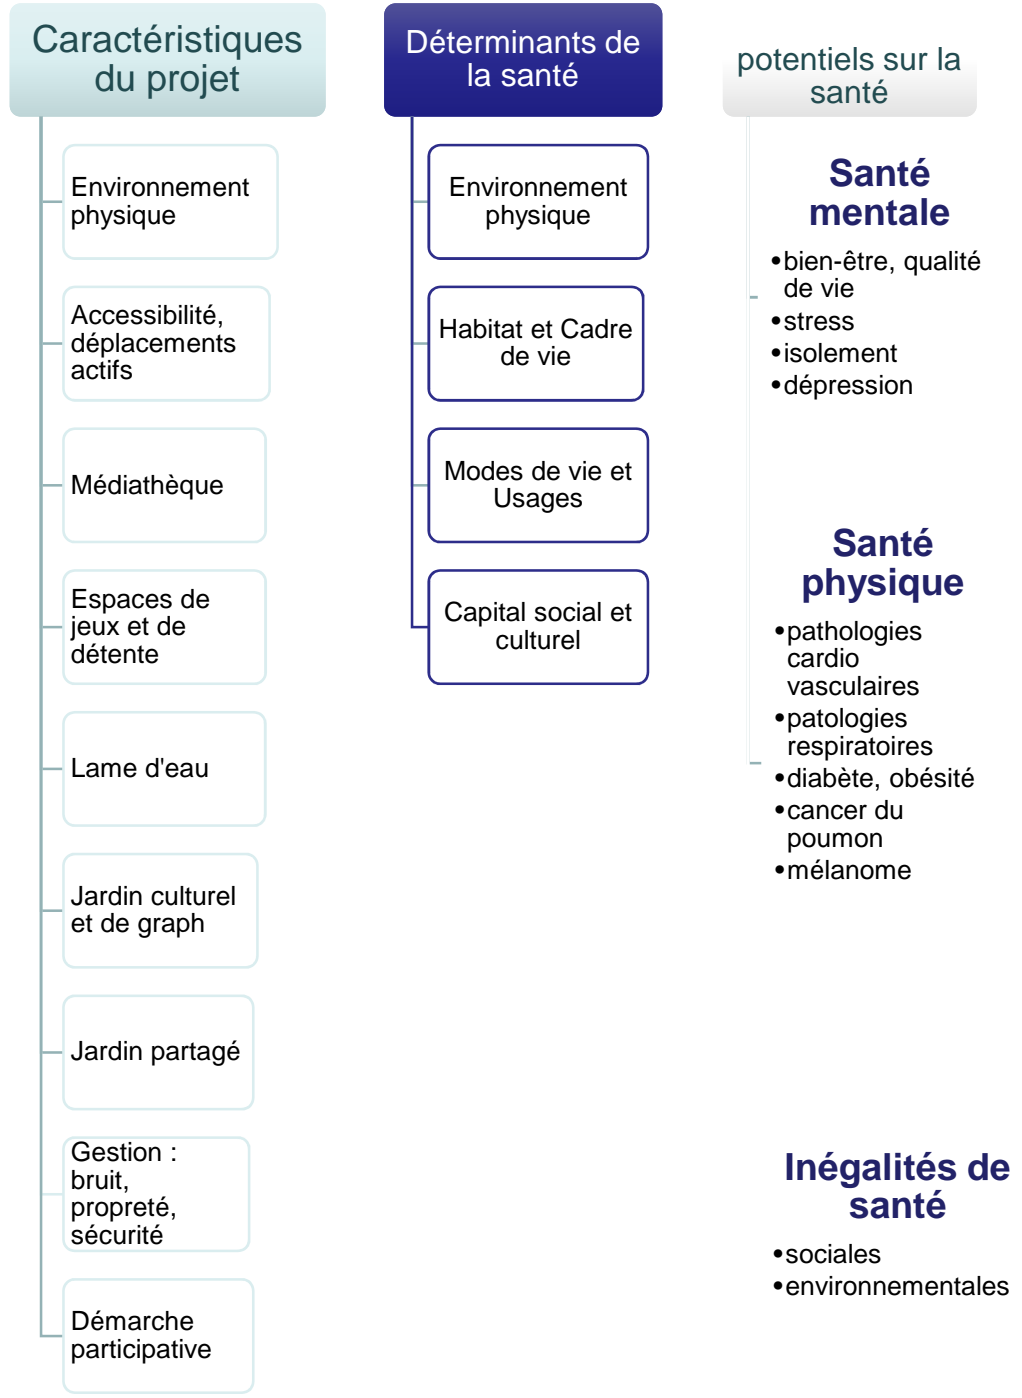 Caractéristiques
du projet
Environnement
physique
Accessibilité,
déplacements
actifs
Médiathèque
Espaces de
jeux et de
détente
Lame d'eau
Jardin culturel
et de graph
Jardin partagé
Gestion :
bruit,
propreté,
sécurité
Démarche
participative
Déterminants de
la santé
Environnement
physique
Habitat et Cadre
de vie
Modes de vie et
Usages
Capital social et
culturel
potentiels sur la
santé
Santé
mentale
•bien-être, qualité
de vie
•stress
•isolement
•dépression
Santé
physique
•pathologies
cardio
vasculaires
•patologies
respiratoires
•diabète, obésité
•cancer du
poumon
•mélanome
Inégalités de
santé
•sociales
•environnementales